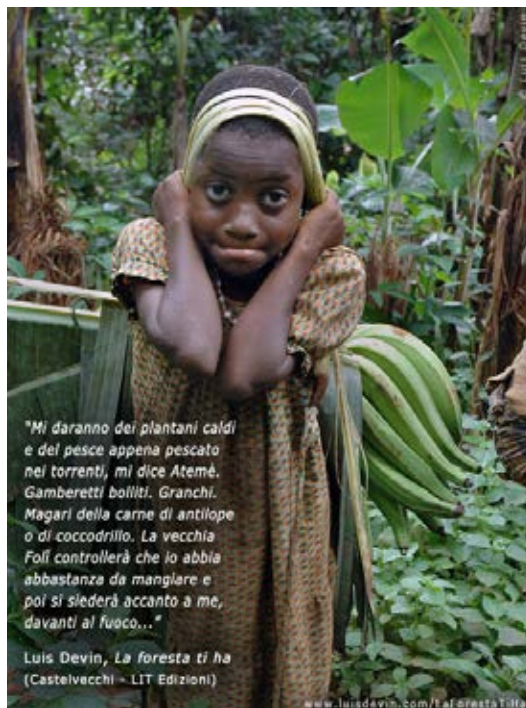 "Mi daranno dei plantani caldi
e del pesce appena pescato
nei torrenti, mi dice Atemè.
Gamberetti bolliti. Granchi.
Magari della carne di antilope
o di coccodrillo. La vecchia
Folî controllerà che io abbia
abbastanza da mangiare e
poi si siederà accanto a me,
davanti al fuoco..."
Luis Devin, La foresta ti ha
(Castelvecchi - LIT Edizioni)
www.luisdevin.com/LaForestaTiHa